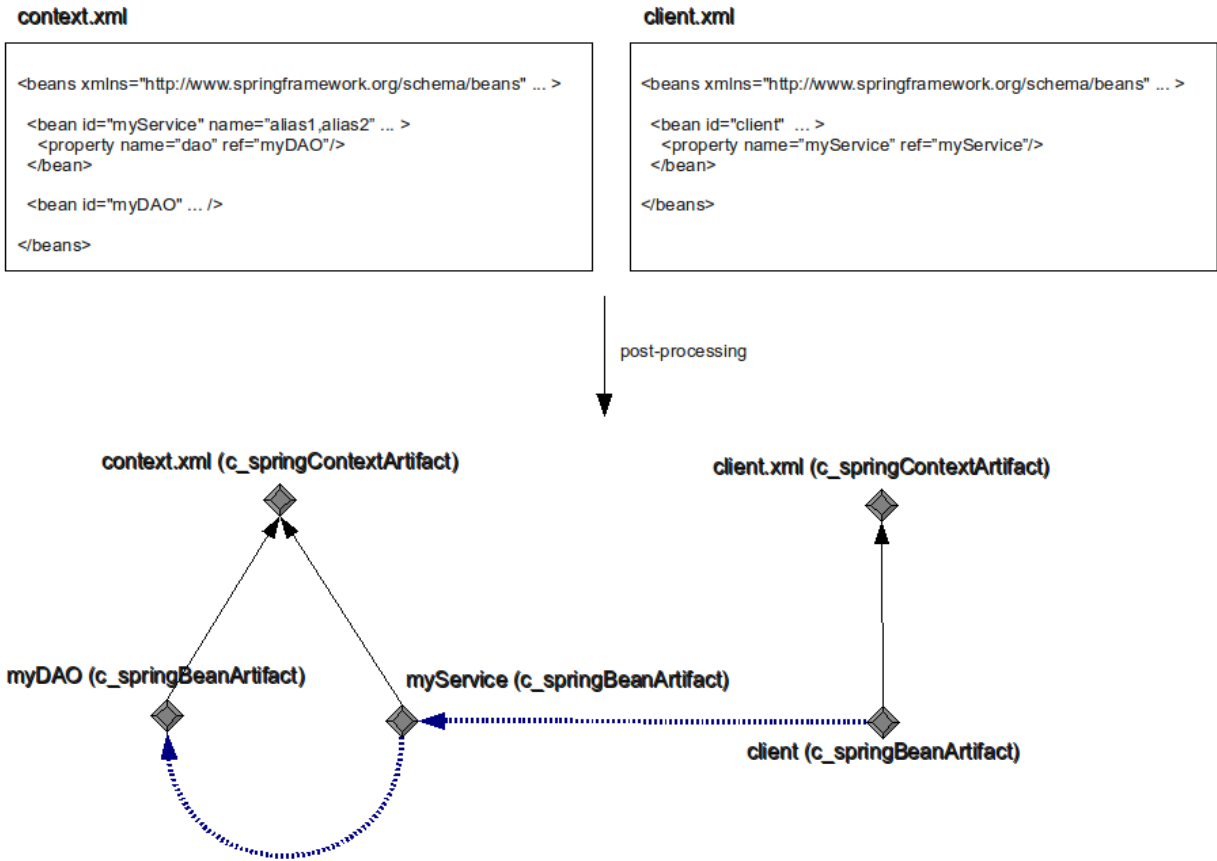 context.xml
<beans xmlns="http://www.springframework.org/schema/beans" ... >
<bean id="myService" name="alias1,alias2" ... >
<property name="dao" ref="myDAO"/>
</bean>
<bean id="myDAO" ... />
</beans>
client.xml
<beans xmlns="http://www.springframework.org/schema/beans" ... >
<bean id="client" ... >
<property name="myService" ref="myService"/>
</bean>
</beans>
post-processing
context.xml (c_springContextArtifact)
client.xml (c_springContextArtifact)
myDAO (c_springBeanArtifact)
myService (c_springBeanArtifact)
client (c_springBeanArtifact)